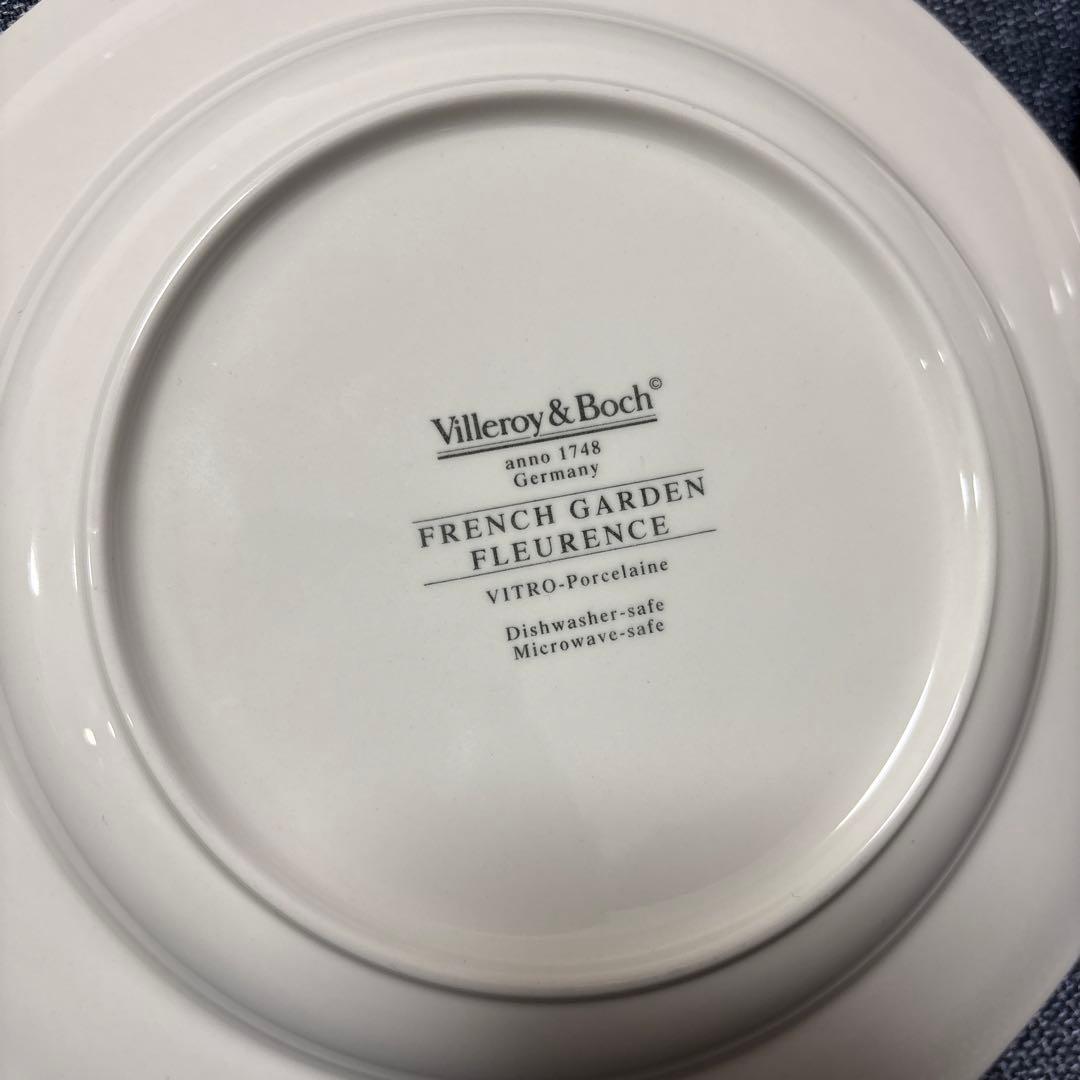 Villeroy & Boch©
anno 1748
Germany
FRENCH GARDEN
FLEURENCE
VITRO-Porcelaine
Dishwasher-safe
Microwave-safe